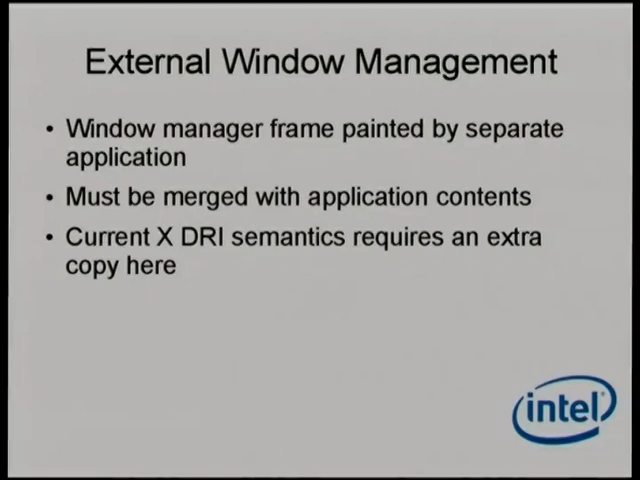 External Window Management
• Window manager frame painted by separate
application
• Must be merged with application contents
• Current X DRI semantics requires an extra
copy here
intel